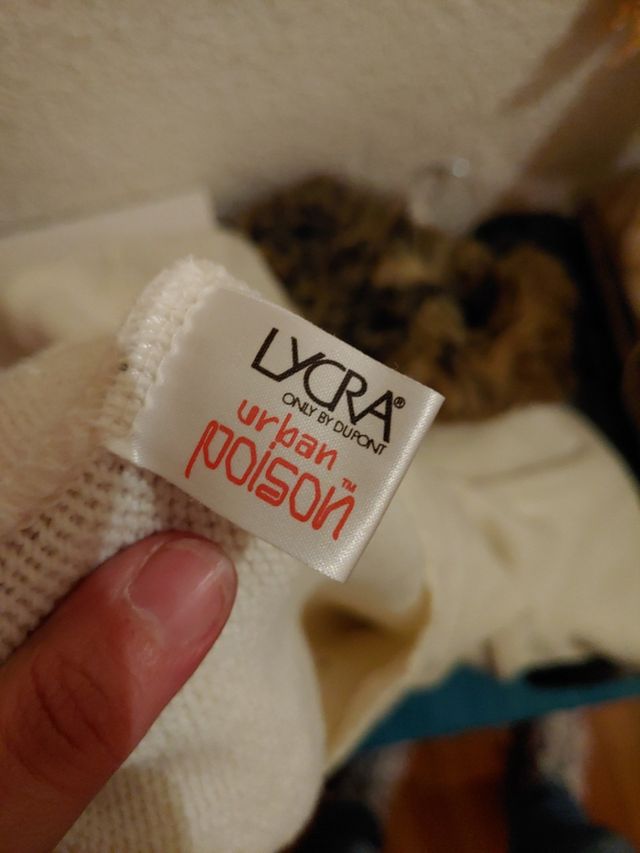 LYCRA®
ONLY BY DUPONT
urban
poison™